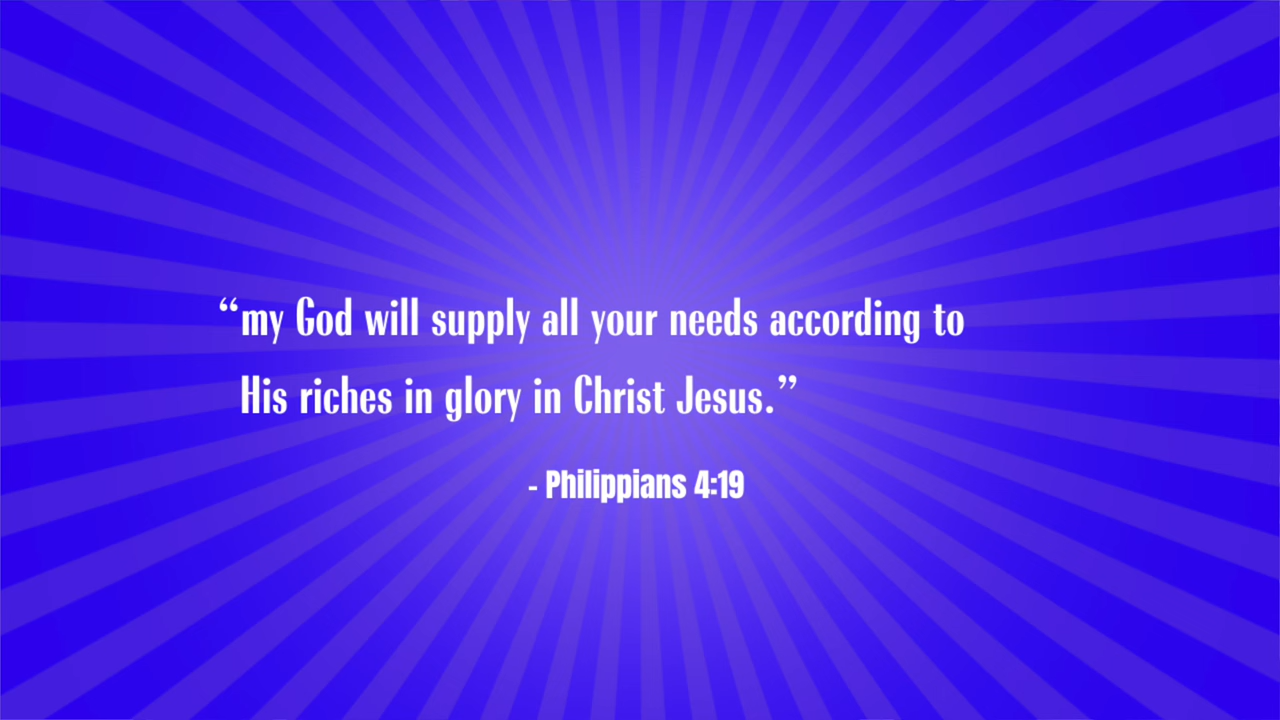 “my God will supply all your needs according to
His riches in glory in Christ Jesus.”
- Philippians 4:19